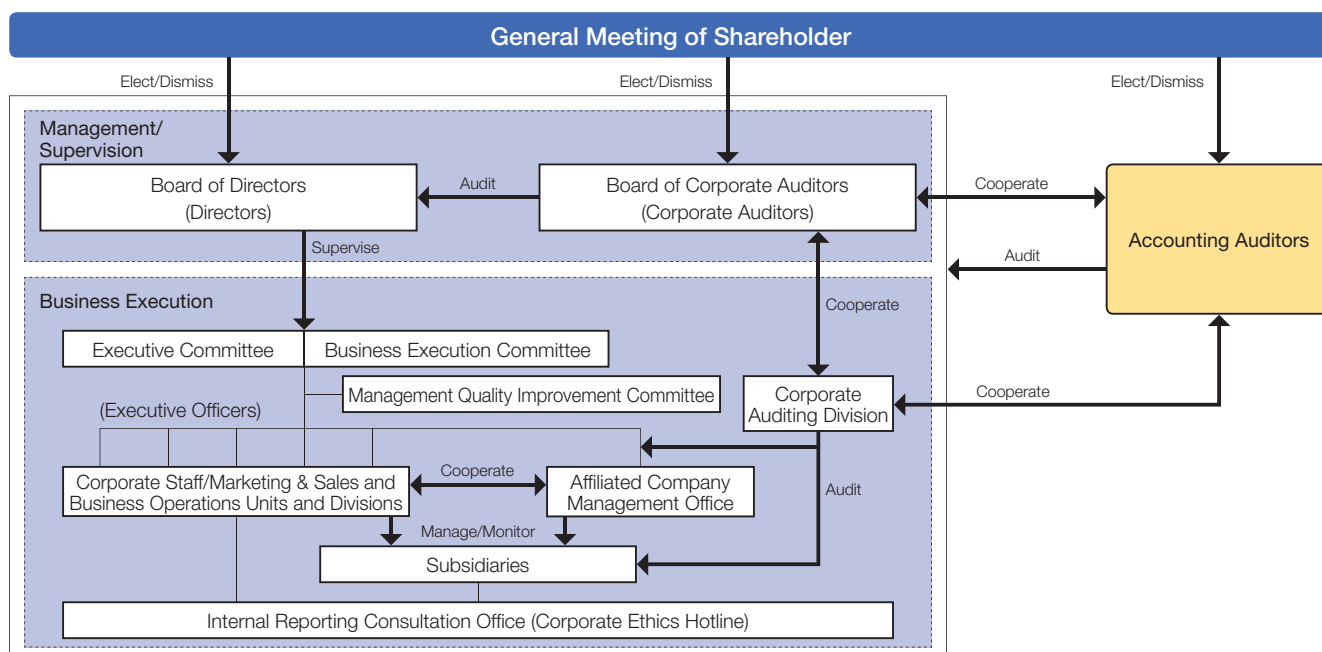 General Meeting of Shareholder
Elect/Dismiss
Elect/Dismiss
Elect/Dismiss
Management/
Supervision
Board of Directors
(Directors)
Audit
Board of Corporate Auditors
(Corporate Auditors)
Cooperate
Accounting Auditors
Supervise
Audit
Business Execution
Cooperate
Executive Committee
Business Execution Committee
Management Quality Improvement Committee
Corporate
Auditing Division
Cooperate
(Executive Officers)
Corporate Staff/Marketing & Sales and
Business Operations Units and Divisions
Cooperate
Affiliated Company
Management Office
Audit
Manage/Monitor
Subsidiaries
Internal Reporting Consultation Office (Corporate Ethics Hotline)